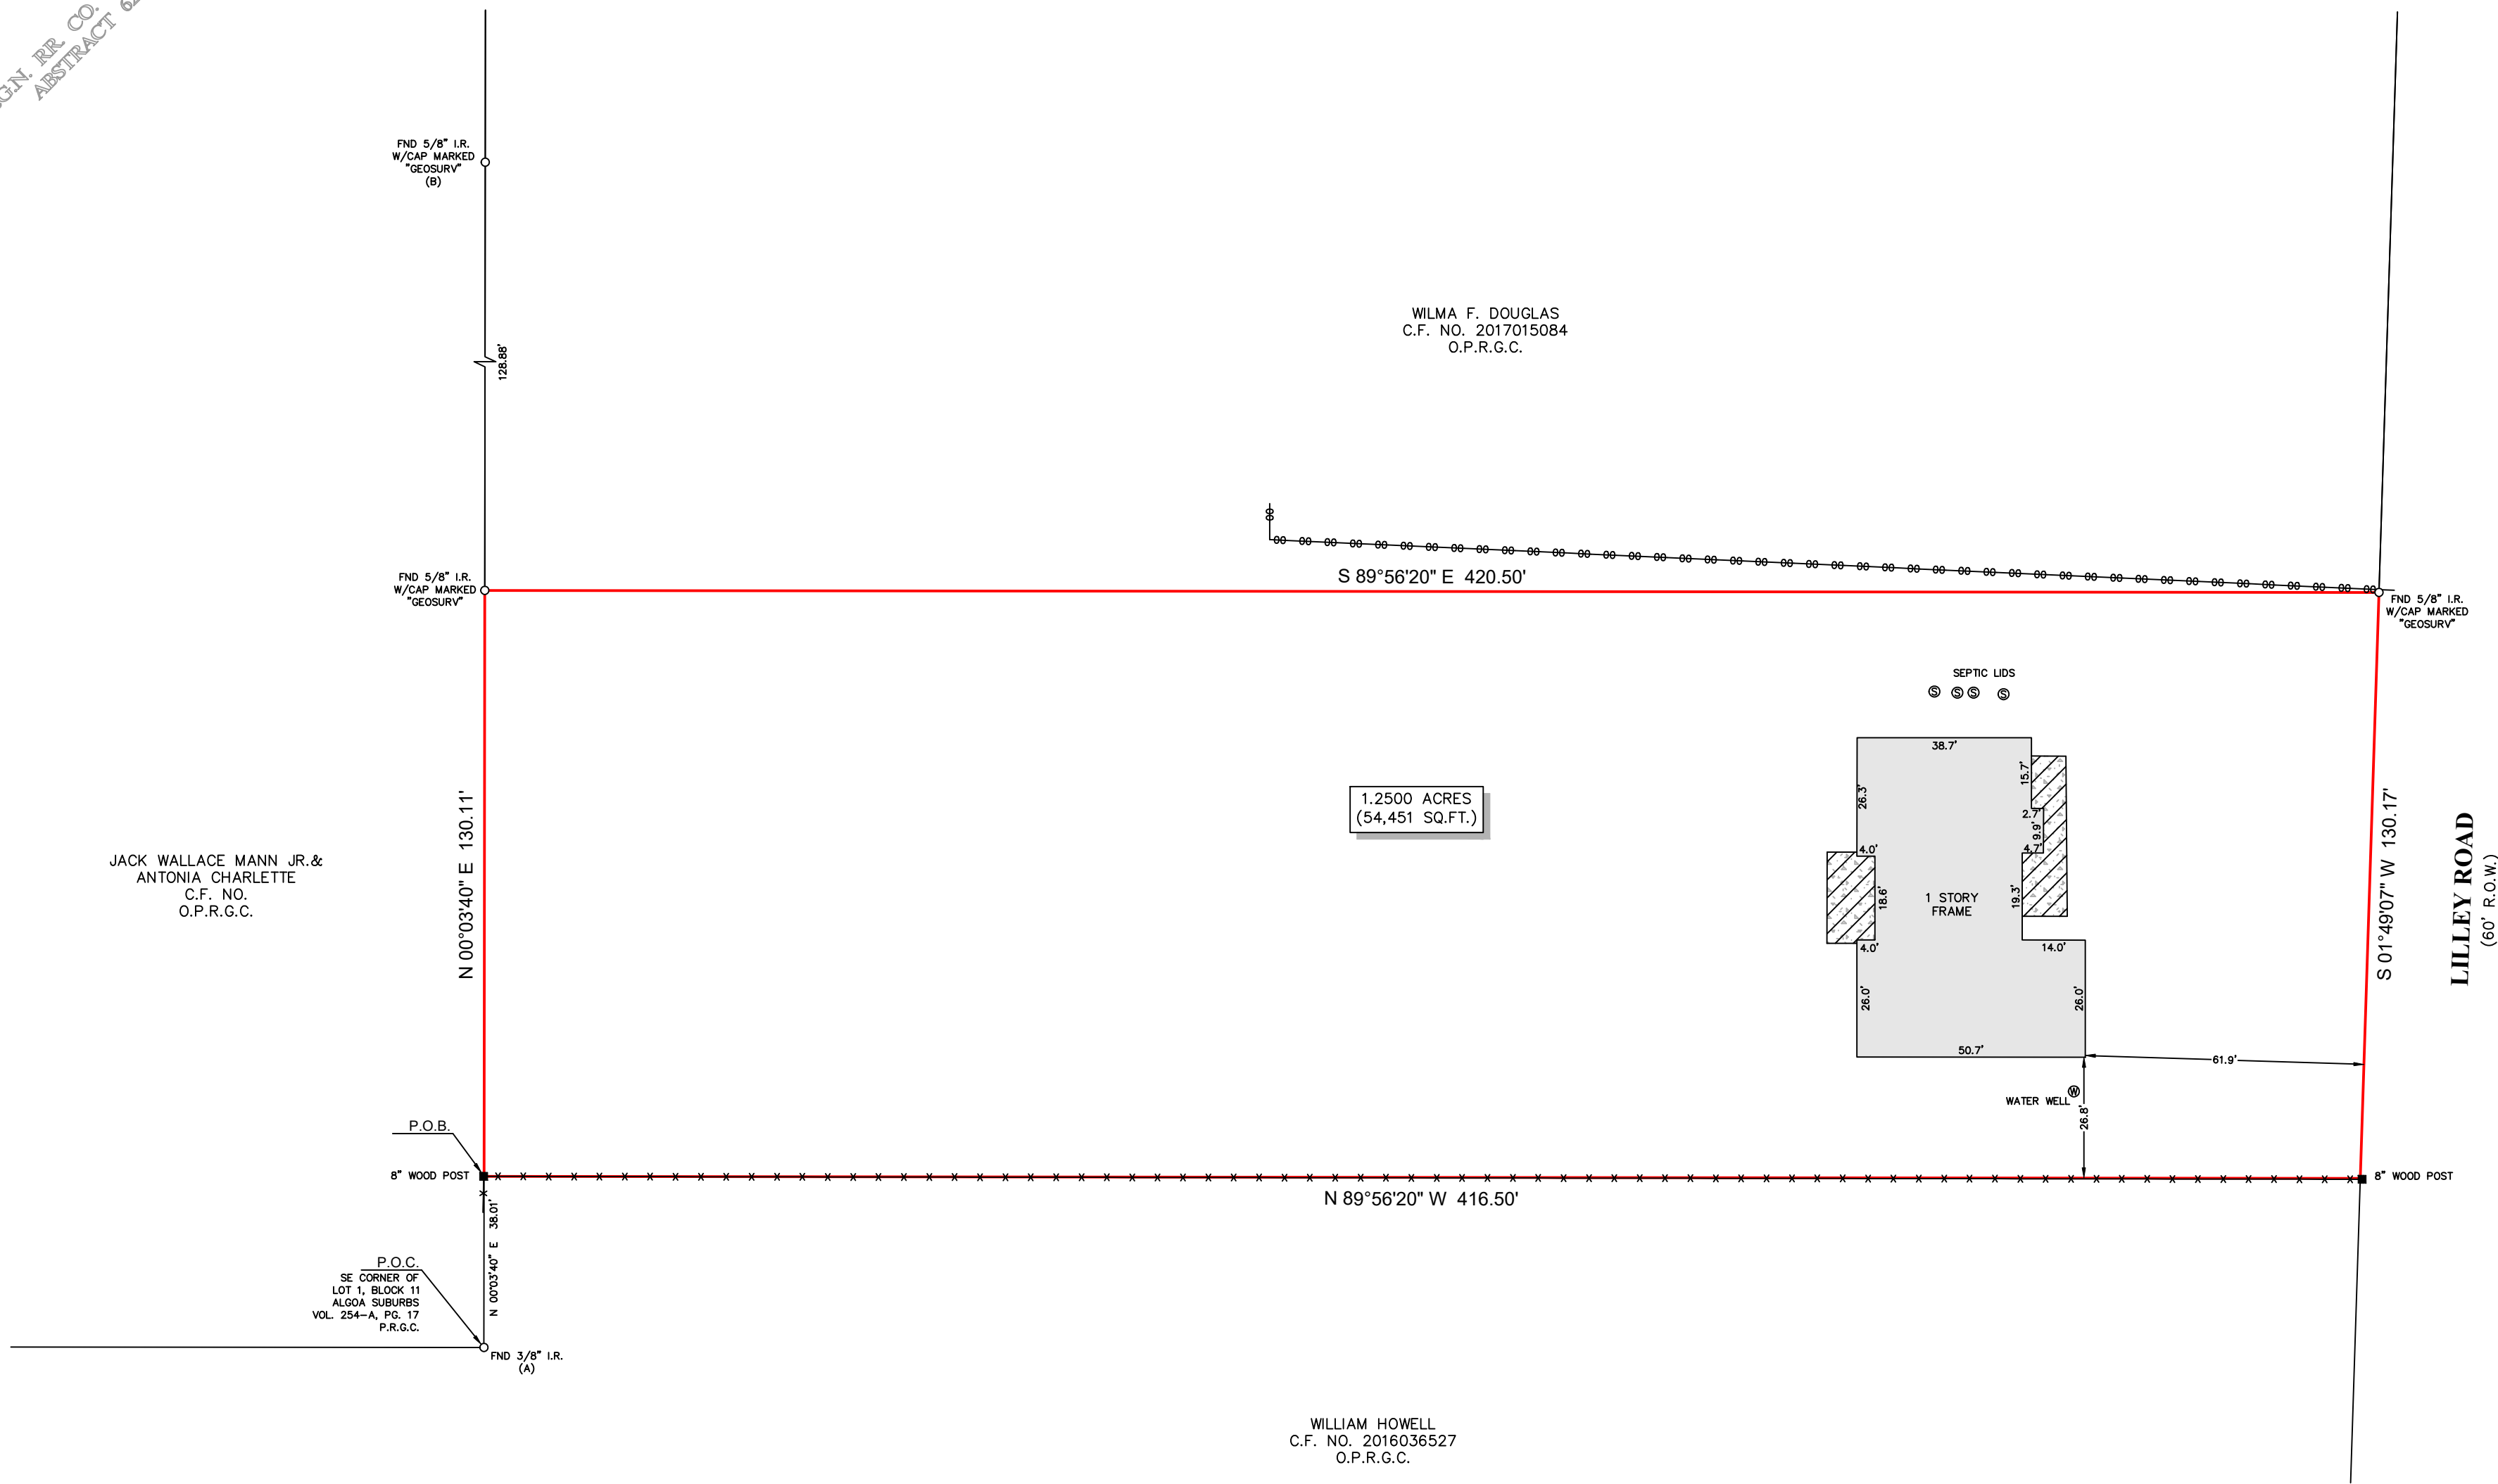 G.N. RR. CO.
ABSTRACT
FND 5/8" I.R.
W/CAP MARKED
"GEOSURV"
(B)
128.88'
WILMA F. DOUGLAS
C.F. NO. 2017015084
O.P.R.G.C.
S 89°56'20" E 420.50'
FND 5/8" I.R.
W/CAP MARKED
"GEOSURV"
FND 5/8" I.R.
W/CAP MARKED
"GEOSURV"
SEPTIC LIDS
S S S S
38.7'
15.7'
26.3'
2.7'
9.9'
4.7'
4.0'
18.6'
19.3'
1 STORY
FRAME
4.0'
14.0'
26.0'
26.0'
50.7'
61.9'
W
WATER WELL
26.8'
1.2500 ACRES
(54,451 SQ.FT.)
N 00°03'40" E 130.11'
S 01°49'07" W 130.17'
LILLEY ROAD
(60' R.O.W.)
JACK WALLACE MANN JR.&
ANTONIA CHARLETTE
C.F. NO.
O.P.R.G.C.
P.O.B.
8" WOOD POST
8" WOOD POST
N 89°56'20" W 416.50'
N 00°03'40" E 38.01'
P.O.C.
SE CORNER OF
LOT 1, BLOCK 11
ALGOA SUBURBS
VOL. 254-A, PG. 17
P.R.G.C.
FND 3/8" I.R.
(A)
WILLIAM HOWELL
C.F. NO. 2016036527
O.P.R.G.C.